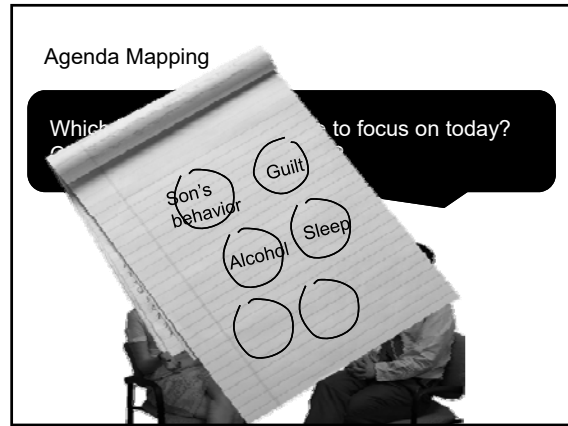 Agenda Mapping
Which to focus on today?
Guilt
Son's
behavior
Sleep
Alcohol